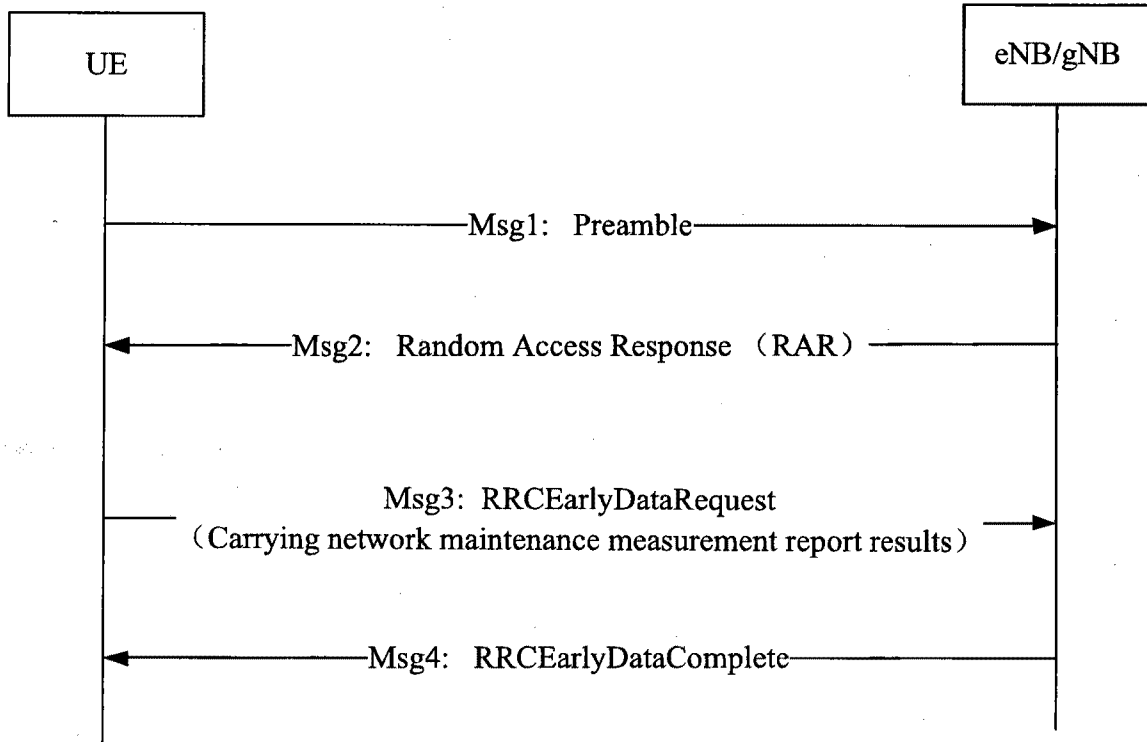 UE
eNB/gNB
Msg1: Preamble
Msg2: Random Access Response （RAR）
Msg3: RRCEarlyDataRequest
（Carrying network maintenance measurement report results）
Msg4: RRCEarlyDataComplete